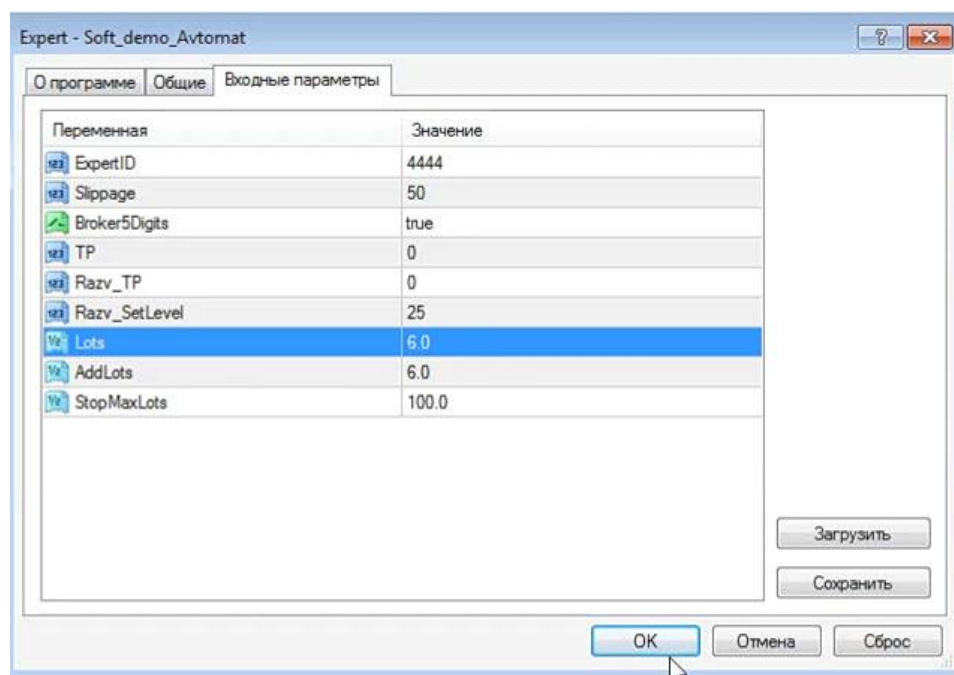 Expert - Soft_demo_Avtomat
О программе Общие Входные параметры
Переменная Значение
ExpertID 4444
Slippage 50
Broker5Digits true
TP 0
Razv_TP 0
Razv_SetLevel 25
Lots 6.0
AddLots 6.0
StopMaxLots 100.0
Загрузить
Сохранить
OK Отмена Сброс